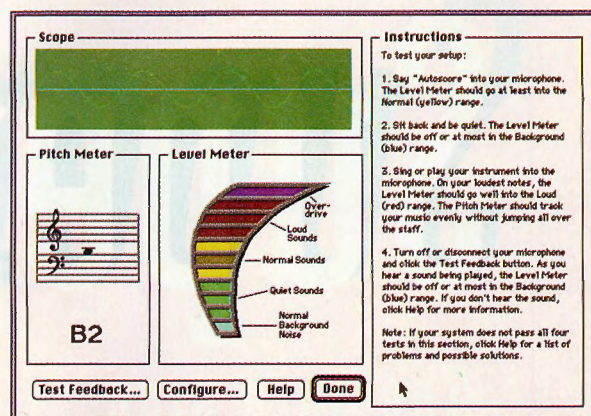 Scope
Pitch Meter
B2
Level Meter
Over-
drive
Loud
Sounds
Normal Sounds
Quiet Sounds
Normal
Background
Noise
Test Feedback...
Configure...
Help
Done
Instructions
To test your setup:
1. Say "Autoscore" into your microphone.
The Level Meter should go at least into the
Normal (yellow) range.
2. Sit back and be quiet. The Level Meter
should be off or at most in the Background
(blue) range.
3. Sing or play your instrument into the
microphone. On your loudest notes, the
Level Meter should go well into the Loud
(red) range. The Pitch Meter should track
your music evenly without jumping all over
the staff.
4. Turn off or disconnect your microphone
and click the Test Feedback button. As you
hear a sound being played, the Level Meter
should be off or at most in the Background
(blue) range. If you don't hear the sound,
click Help for more information.
Note: If your system does not pass all four
tests in this section, click Help for a list of
problems and possible solutions.